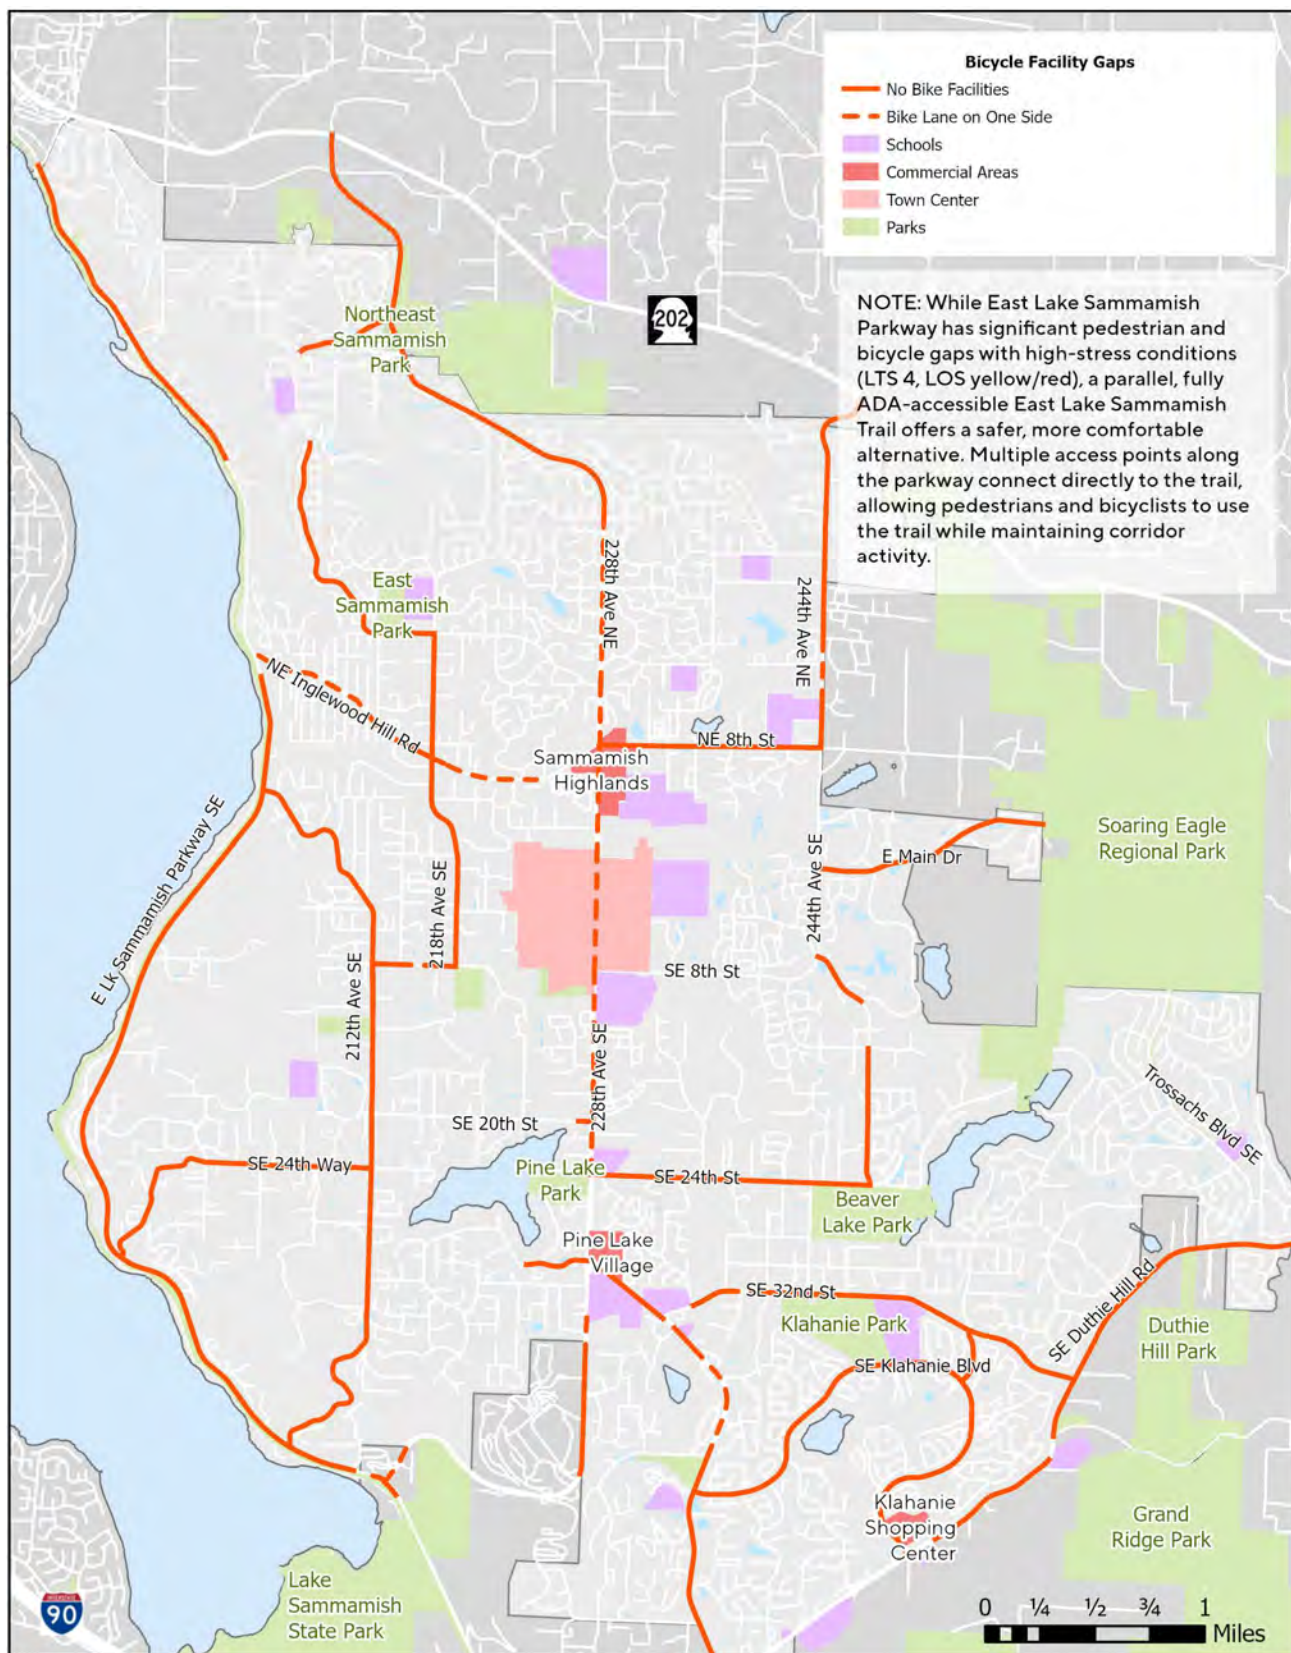 Bicycle Facility Gaps
No Bike Facilities
Bike Lane on One Side
Schools
Commercial Areas
Town Center
Parks
NOTE: While East Lake Sammamish
Parkway has significant pedestrian and
bicycle gaps with high-stress conditions
(LTS 4, LOS yellow/red), a parallel, fully
ADA-accessible East Lake Sammamish
Trail offers a safer, more comfortable
alternative. Multiple access points along
the parkway connect directly to the trail,
allowing pedestrians and bicyclists to use
the trail while maintaining corridor
activity.
202
Northeast
Sammamish
Park
East
Sammamish
Park
228th Ave NE
244th Ave NE
NE Inglewood Hill Rd
NE 8th St
Sammamish
Highlands
E Lk Sammamish Parkway SE
Soaring Eagle
Regional Park
E Main Dr
244th Ave SE
218th Ave SE
212th Ave SE
SE 8th St
228th Ave SE
SE 20th St
Trossachs Blvd SE
SE 24th Way
Pine Lake
Park
SE 24th St
Beaver
Lake Park
Pine Lake
Village
SE 32nd St
SE Duthie Hill Rd
Klahanie Park
Duthie
Hill Park
SE Klahanie Blvd
Klahanie
Shopping
Center
Grand
Ridge Park
Lake
Sammamish
State Park
INTERSTATE
90
0 ¼ ½ ¾ 1
Miles